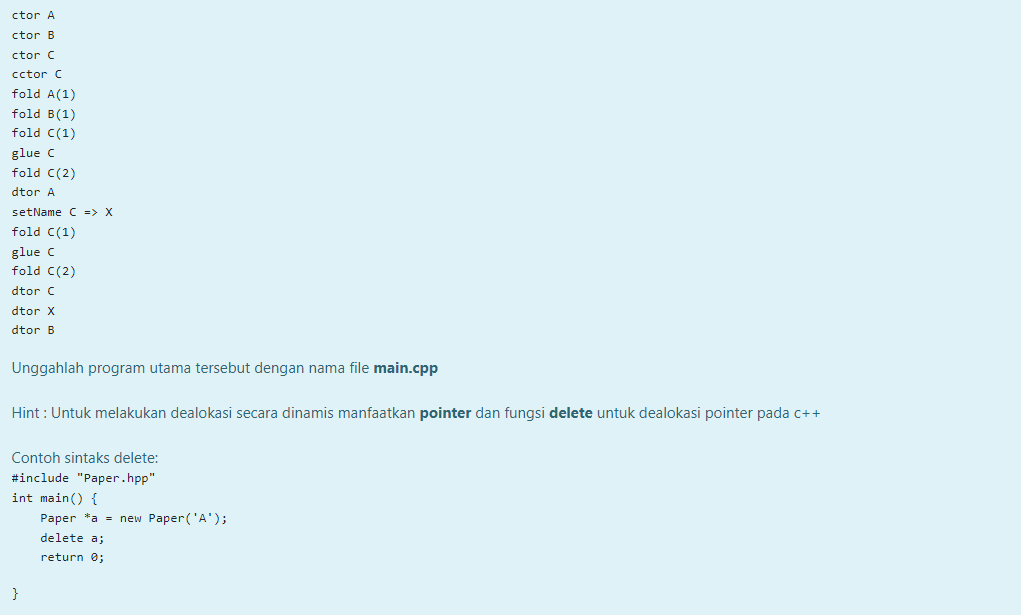 ctor A
ctor B
ctor C
cctor C
fold A(1)
fold B(1)
fold C(1)
glue C
fold C(2)
dtor A
setName C => X
fold C(1)
glue C
fold C(2)
dtor C
dtor X
dtor B
Unggahlah program utama tersebut dengan nama file main.cpp
Hint : Untuk melakukan dealokasi secara dinamis manfaatkan pointer dan fungsi delete untuk dealokasi pointer pada c++
Contoh sintaks delete:
#include "Paper.hpp"
int main() {
    Paper *a = new Paper('A');
    delete a;
    return 0;
}